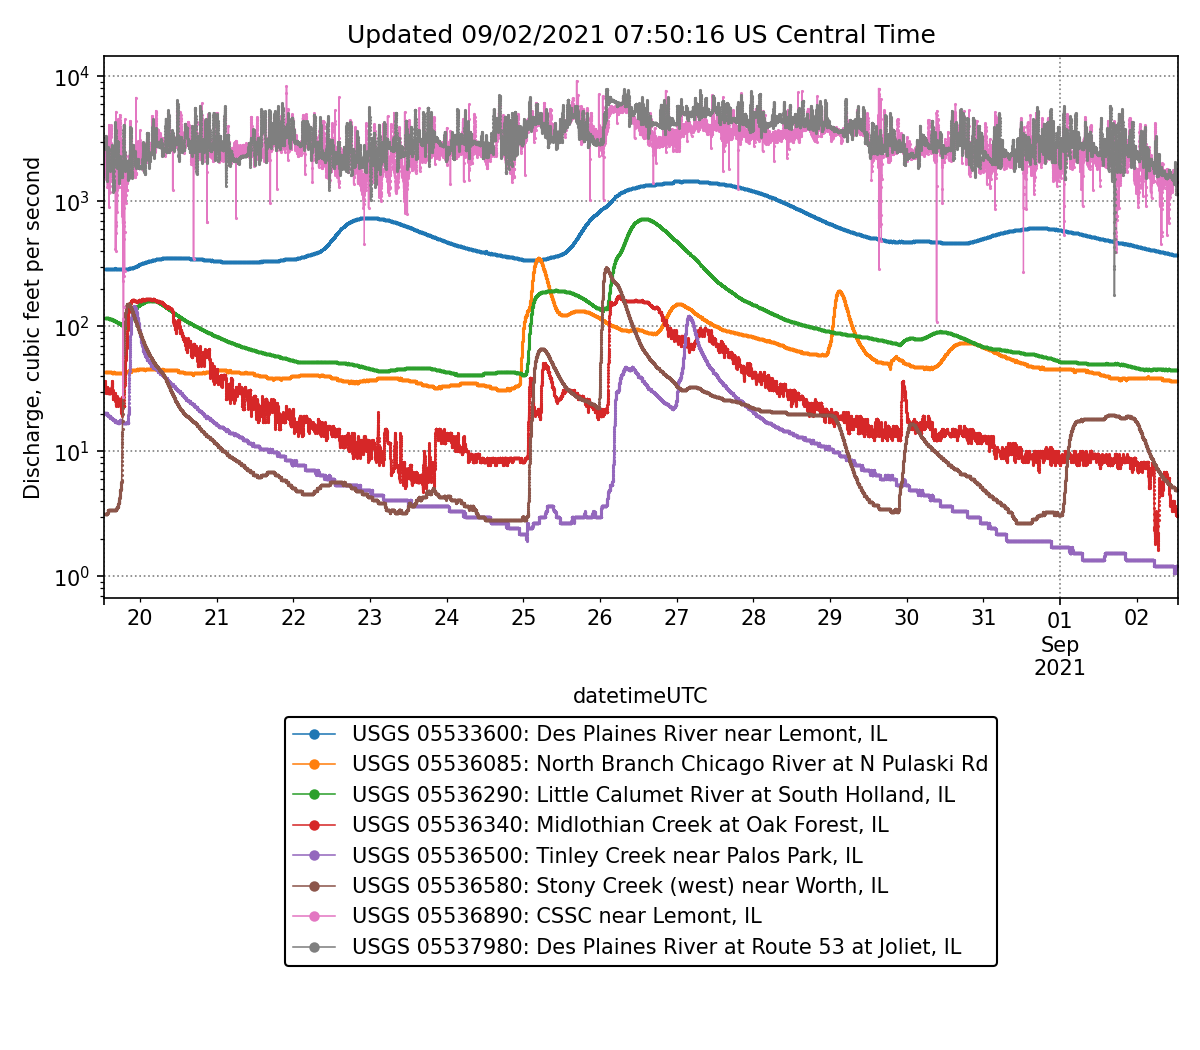 Updated 09/02/2021 07:50:16 US Central Time
Discharge, cubic feet per second
10^4
10^3
10^2
10^1
10^0
20 21 22 23 24 25 26 27 28 29 30 31 01 02
Sep
2021
datetimeUTC
USGS 05533600: Des Plaines River near Lemont, IL
USGS 05536085: North Branch Chicago River at N Pulaski Rd
USGS 05536290: Little Calumet River at South Holland, IL
USGS 05536340: Midlothian Creek at Oak Forest, IL
USGS 05536500: Tinley Creek near Palos Park, IL
USGS 05536580: Stony Creek (west) near Worth, IL
USGS 05536890: CSSC near Lemont, IL
USGS 05537980: Des Plaines River at Route 53 at Joliet, IL